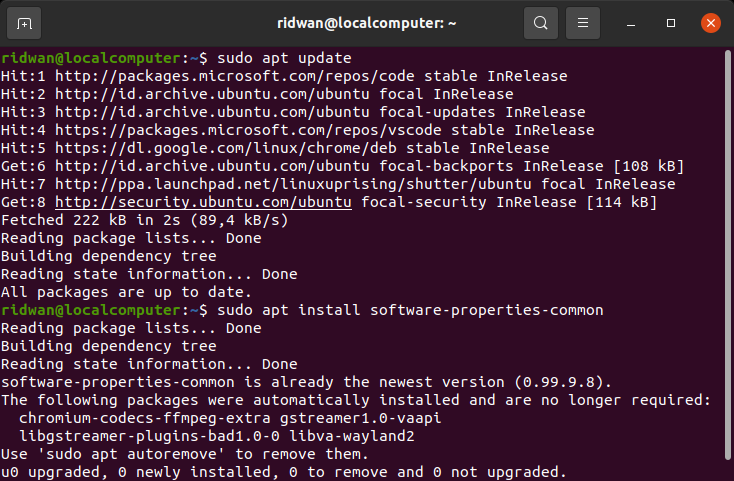 ridwan@localcomputer: ~
ridwan@localcomputer:~$ sudo apt update
Hit:1 http://packages.microsoft.com/repos/code stable InRelease
Hit:2 http://id.archive.ubuntu.com/ubuntu focal InRelease
Hit:3 http://id.archive.ubuntu.com/ubuntu focal-updates InRelease
Hit:4 https://packages.microsoft.com/repos/vscode stable InRelease
Hit:5 https://dl.google.com/linux/chrome/deb stable InRelease
Get:6 http://id.archive.ubuntu.com/ubuntu focal-backports InRelease [108 kB]
Hit:7 http://ppa.launchpad.net/linuxuprising/shutter/ubuntu focal InRelease
Get:8 http://security.ubuntu.com/ubuntu focal-security InRelease [114 kB]
Fetched 222 kB in 2s (89,4 kB/s)
Reading package lists... Done
Building dependency tree
Reading state information... Done
All packages are up to date.
ridwan@localcomputer:~$ sudo apt install software-properties-common
Reading package lists... Done
Building dependency tree
Reading state information... Done
software-properties-common is already the newest version (0.99.9.8).
The following packages were automatically installed and are no longer required:
  chromium-codecs-ffmpeg-extra gstreamer1.0-vaapi
  libgstreamer-plugins-bad1.0-0 libva-wayland2
Use 'sudo apt autoremove' to remove them.
u0 upgraded, 0 newly installed, 0 to remove and 0 not upgraded.